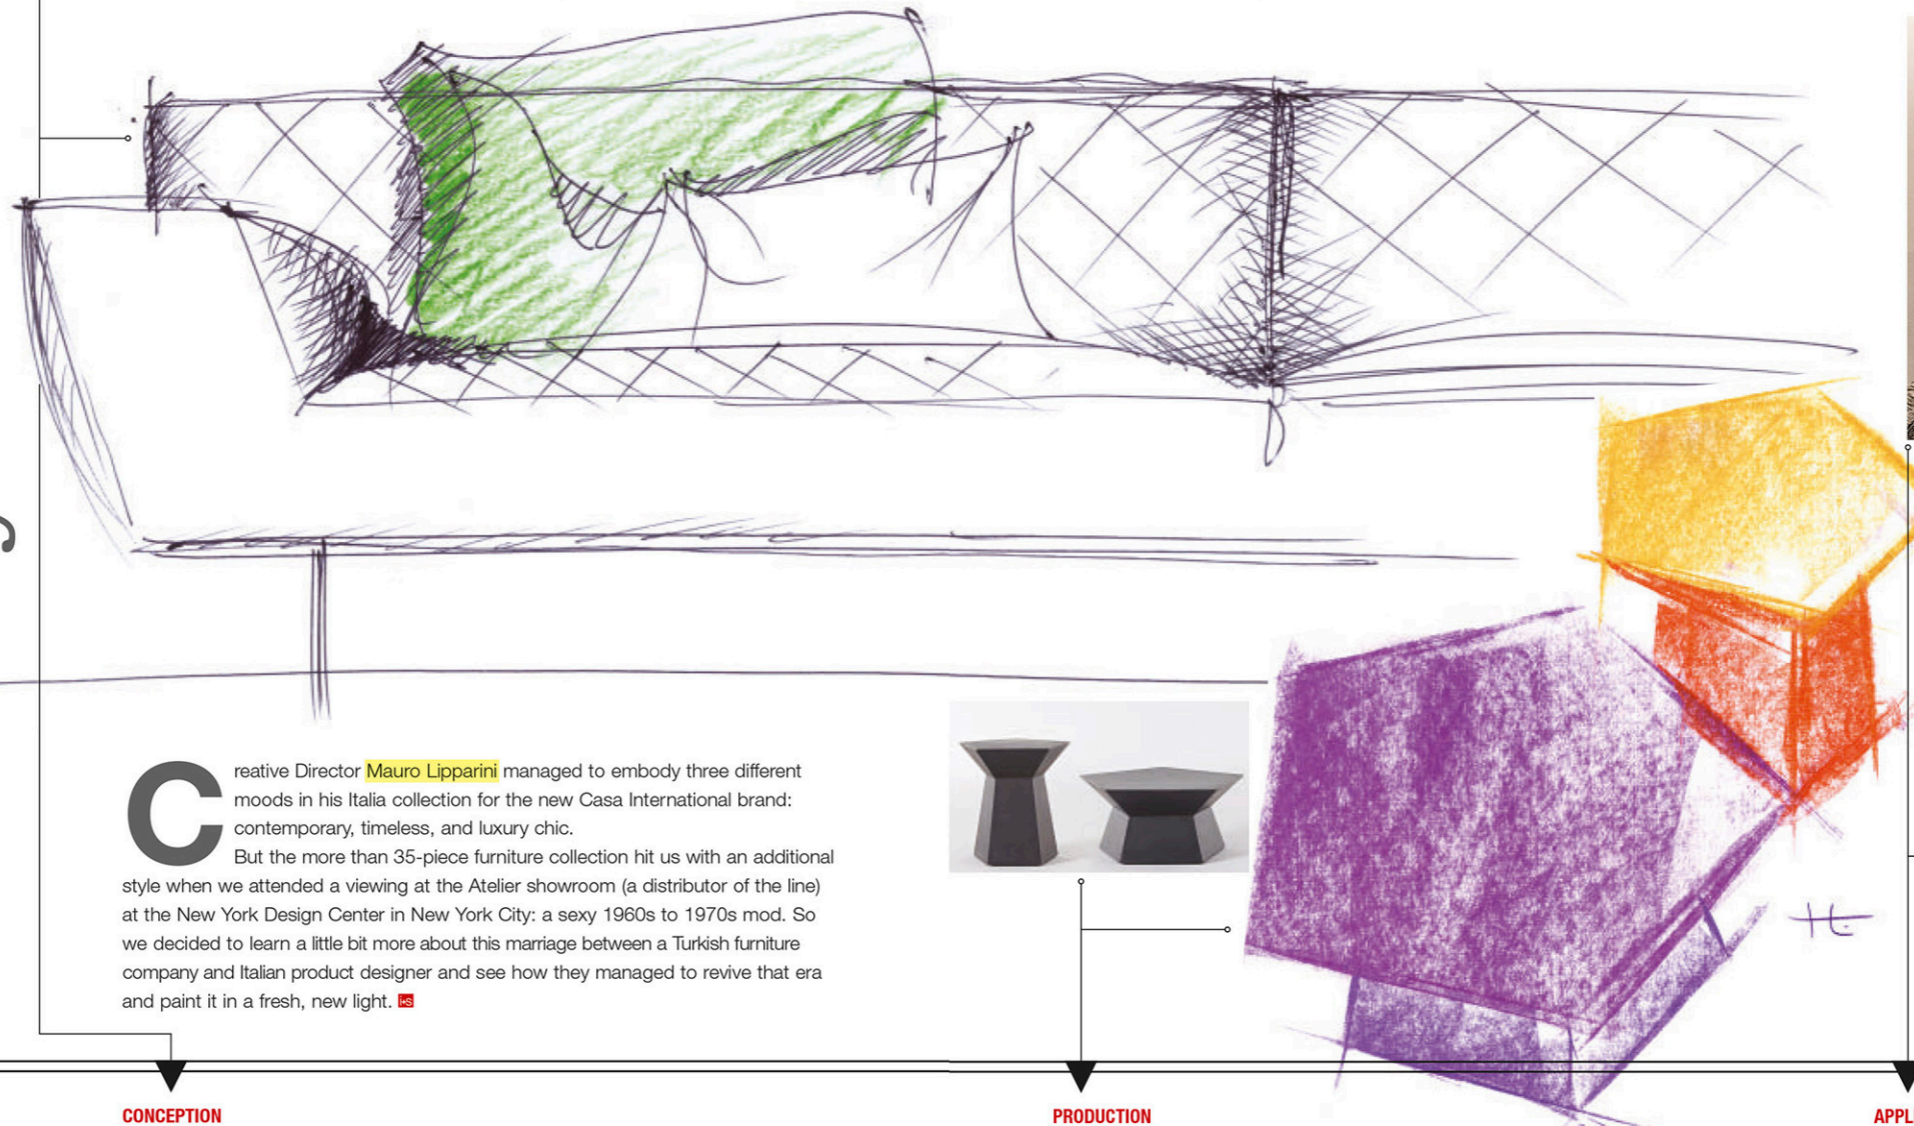 Creative Director Mauro Lipparini managed to embody three different
moods in his Italia collection for the new Casa International brand:
contemporary, timeless, and luxury chic.
But the more than 35-piece furniture collection hit us with an additional
style when we attended a viewing at the Atelier showroom (a distributor of the line)
at the New York Design Center in New York City: a sexy 1960s to 1970s mod. So
we decided to learn a little bit more about this marriage between a Turkish furniture
company and Italian product designer and see how they managed to revive that era
and paint it in a fresh, new light. i+s
CONCEPTION
PRODUCTION
APPL